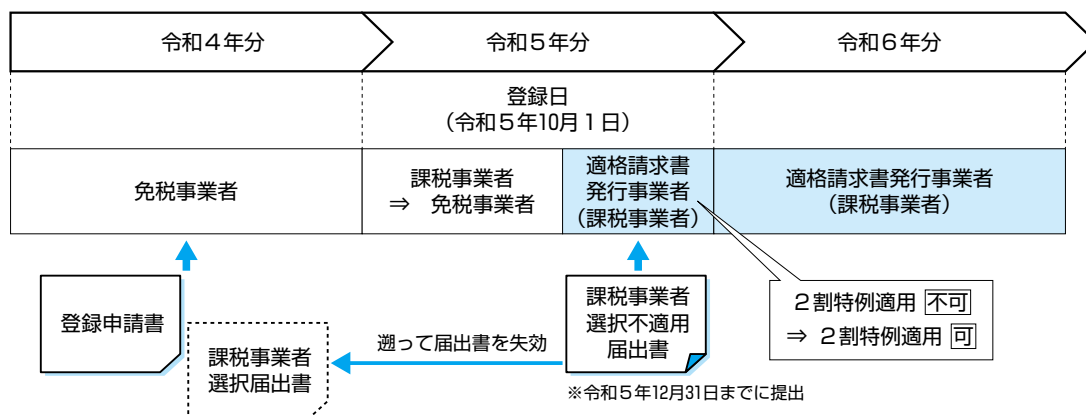 令和４年分
令和５年分
令和６年分
登録日
（令和５年10月１日）
免税事業者
課税事業者
⇒ 免税事業者
適格請求書
発行事業者
（課税事業者）
適格請求書発行事業者
（課税事業者）
登録申請書
課税事業者
選択届出書
遡って届出書を失効
課税事業者
選択不適用
届出書
※令和５年12月31日までに提出
２割特例適用 不可
⇒ ２割特例適用 可